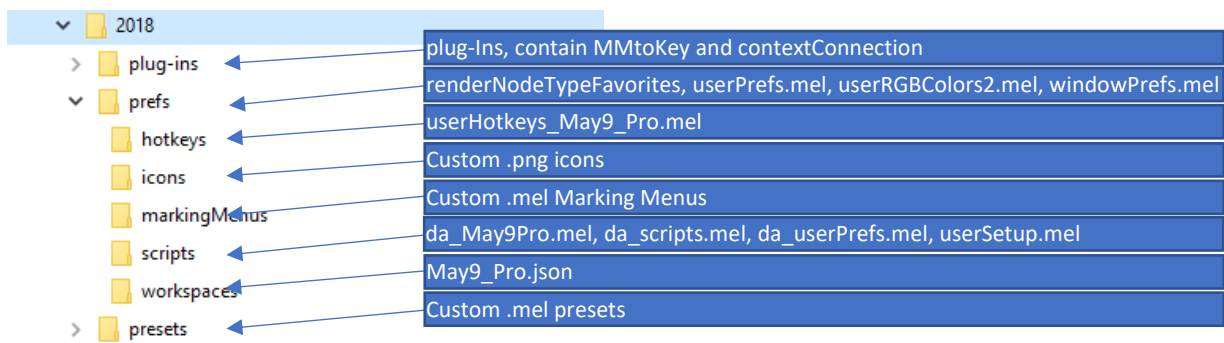 2018
plug-ins
plug-Ins, contain MMtoKey and contextConnection
prefs
renderNodeTypeFavorites, userPrefs.mel, userRGBColors2.mel, windowPrefs.mel
hotkeys
userHotkeys_May9_Pro.mel
icons
Custom .png icons
markingMenus
Custom .mel Marking Menus
scripts
da_May9Pro.mel, da_scripts.mel, da_userPrefs.mel, userSetup.mel
workspaces
May9_Pro.json
presets
Custom .mel presets